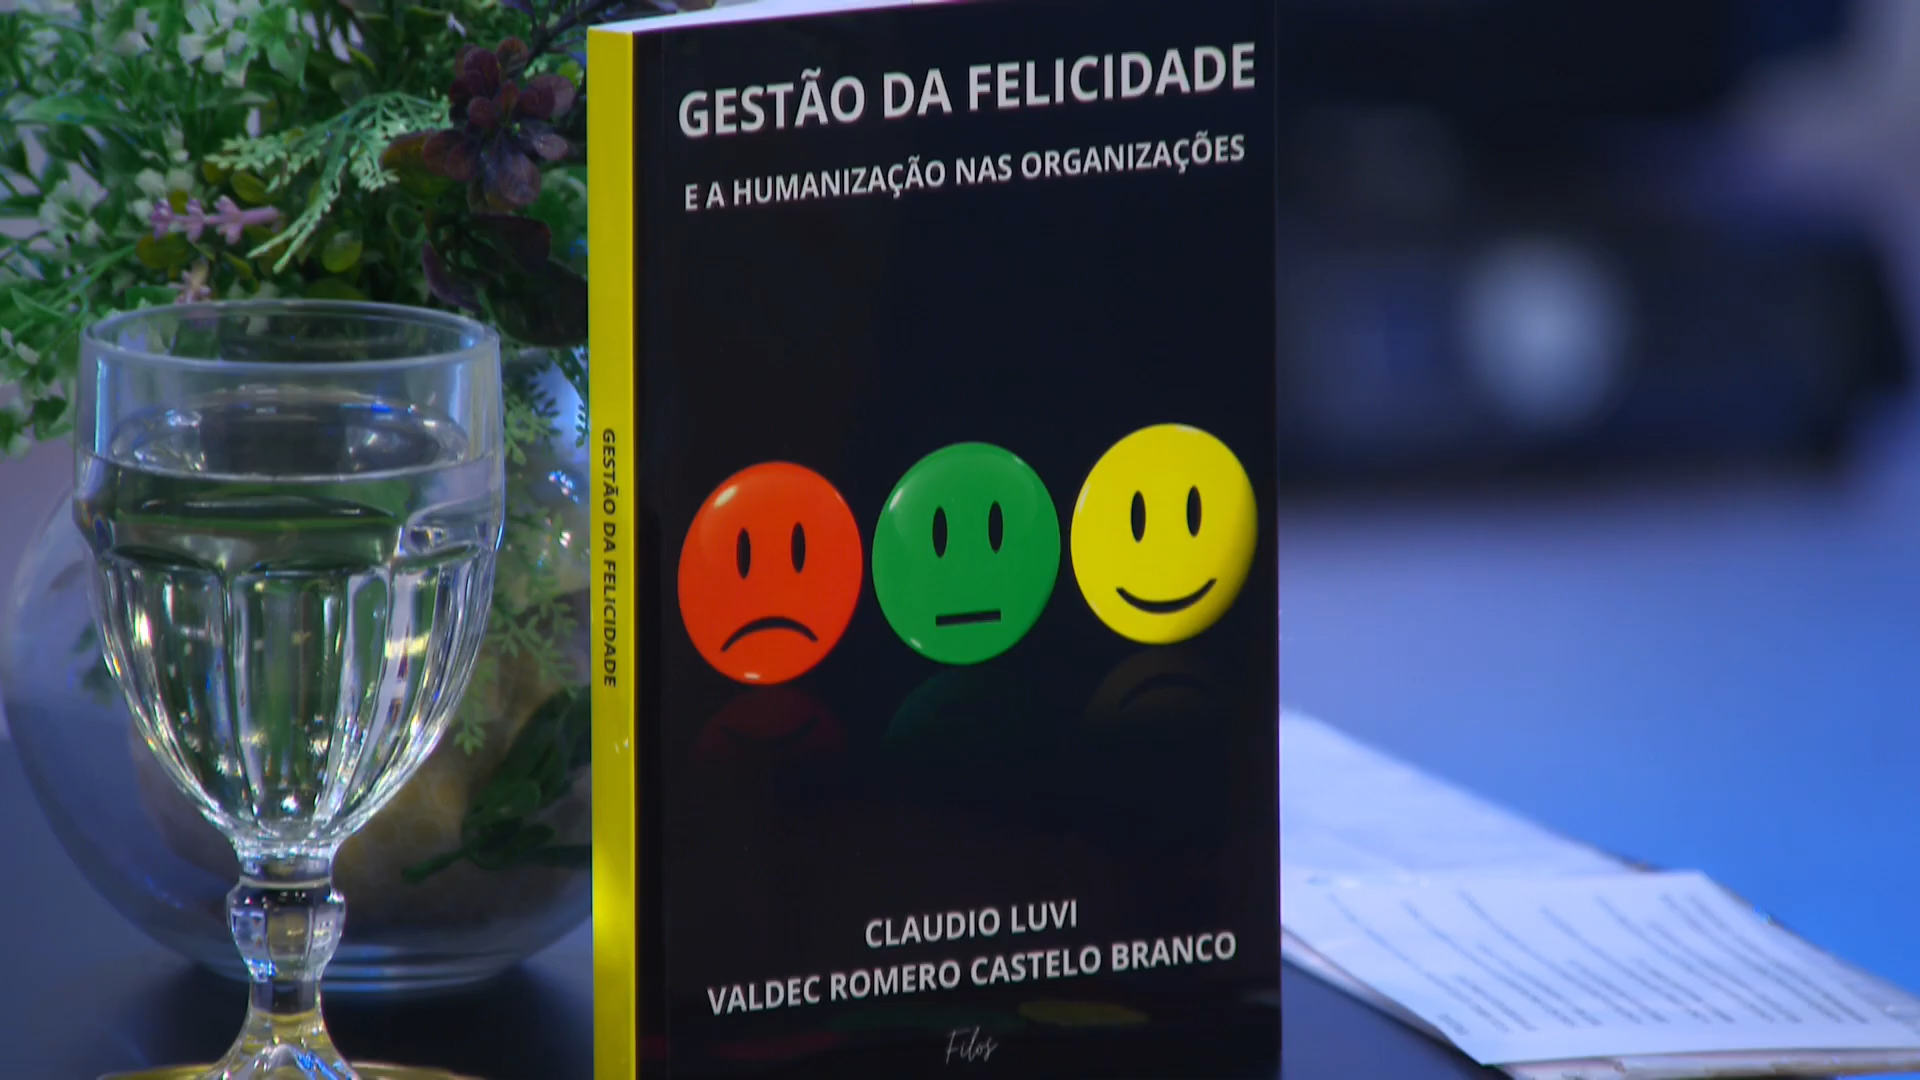 GESTÃO DA FELICIDADE
E A HUMANIZAÇÃO NAS ORGANIZAÇÕES
GESTÃO DA FELICIDADE
CLAUDIO LUVI
VALDEC ROMERO CASTELO BRANCO
Filos